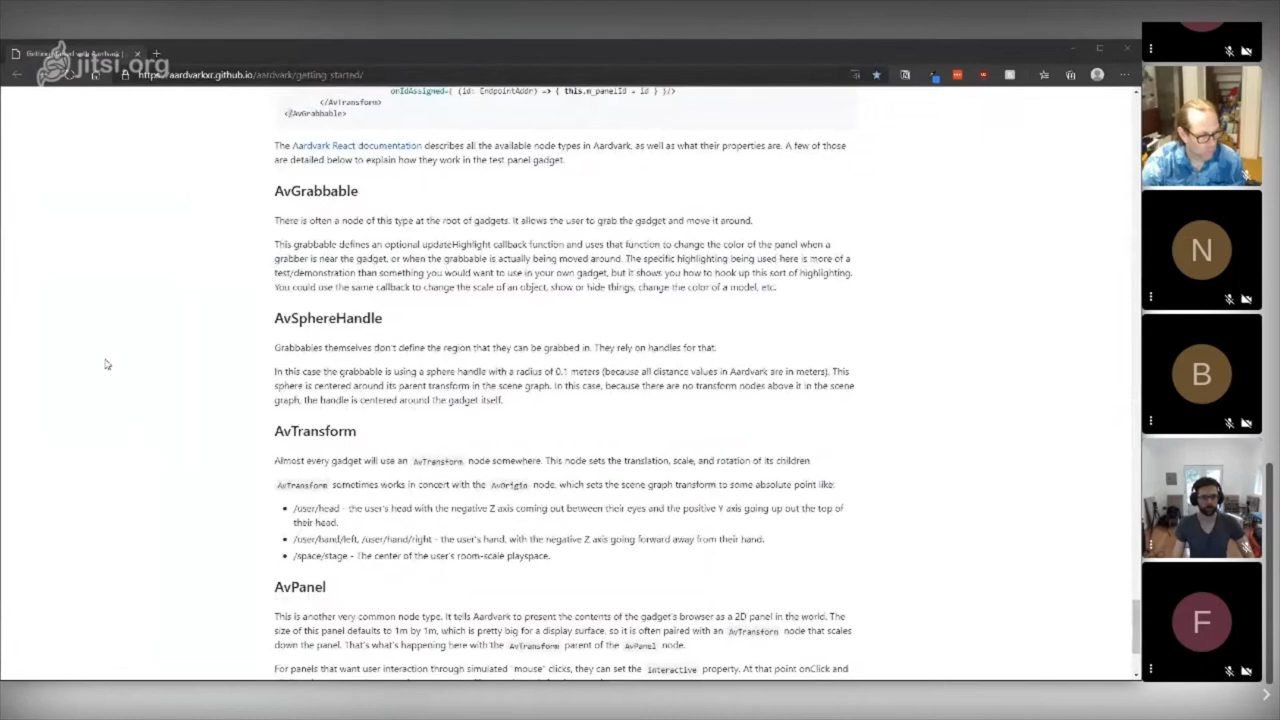 Getting Started with Aardvark |
jitsi.org
https://aardvarkxr.github.io/aardvark/getting-started/
onIdAssigned={ (id: EndpointAddr) => { this.m_panelId = id } }/>
</AvTransform>
</AvGrabbable>
The Aardvark React documentation describes all the available node types in Aardvark, as well as what their properties are. A few of those
are detailed below to explain how they work in the test panel gadget.
AvGrabbable
There is often a node of this type at the root of gadgets. It allows the user to grab the gadget and move it around.
This grabbable defines an optional updateHighlight callback function and uses that function to change the color of the panel when a
grabber is near the gadget, or when the grabbable is actually being moved around. The specific highlighting being used here is more of a
test/demonstration than something you would want to use in your own gadget, but it shows you how to hook up this sort of highlighting.
You could use the same callback to change the scale of an object, show or hide things, change the color of a model, etc.
AvSphereHandle
Grabbables themselves don't define the region that they can be grabbed in. They rely on handles for that.
In this case the grabbable is using a sphere handle with a radius of 0.1 meters (because all distance values in Aardvark are in meters). This
sphere is centered around its parent transform in the scene graph. In this case, because there are no transform nodes above it in the scene
graph, the handle is centered around the gadget itself.
AvTransform
Almost every gadget will use an AvTransform node somewhere. This node sets the translation, scale, and rotation of its children
AvTransform sometimes works in concert with the AvOrigin node, which sets the scene graph transform to some absolute point like:
• /user/head - the user's head with the negative Z axis coming out between their eyes and the positive Y axis going up out the top of
their head.
• /user/hand/left, /user/hand/right - the user's hand, with the negative Z axis going forward away from their hand.
• /space/stage - The center of the user's room-scale playspace.
AvPanel
This is another very common node type. It tells Aardvark to present the contents of the gadget's browser as a 2D panel in the world. The
size of this panel defaults to 1m by 1m, which is pretty big for a display surface, so it is often paired with an AvTransform node that scales
down the panel. That's what's happening here with the AvTransform parent of the AvPanel node.
For panels that want user interaction through simulated "mouse" clicks, they can set the interactive property. At that point onClick and
N
B
F